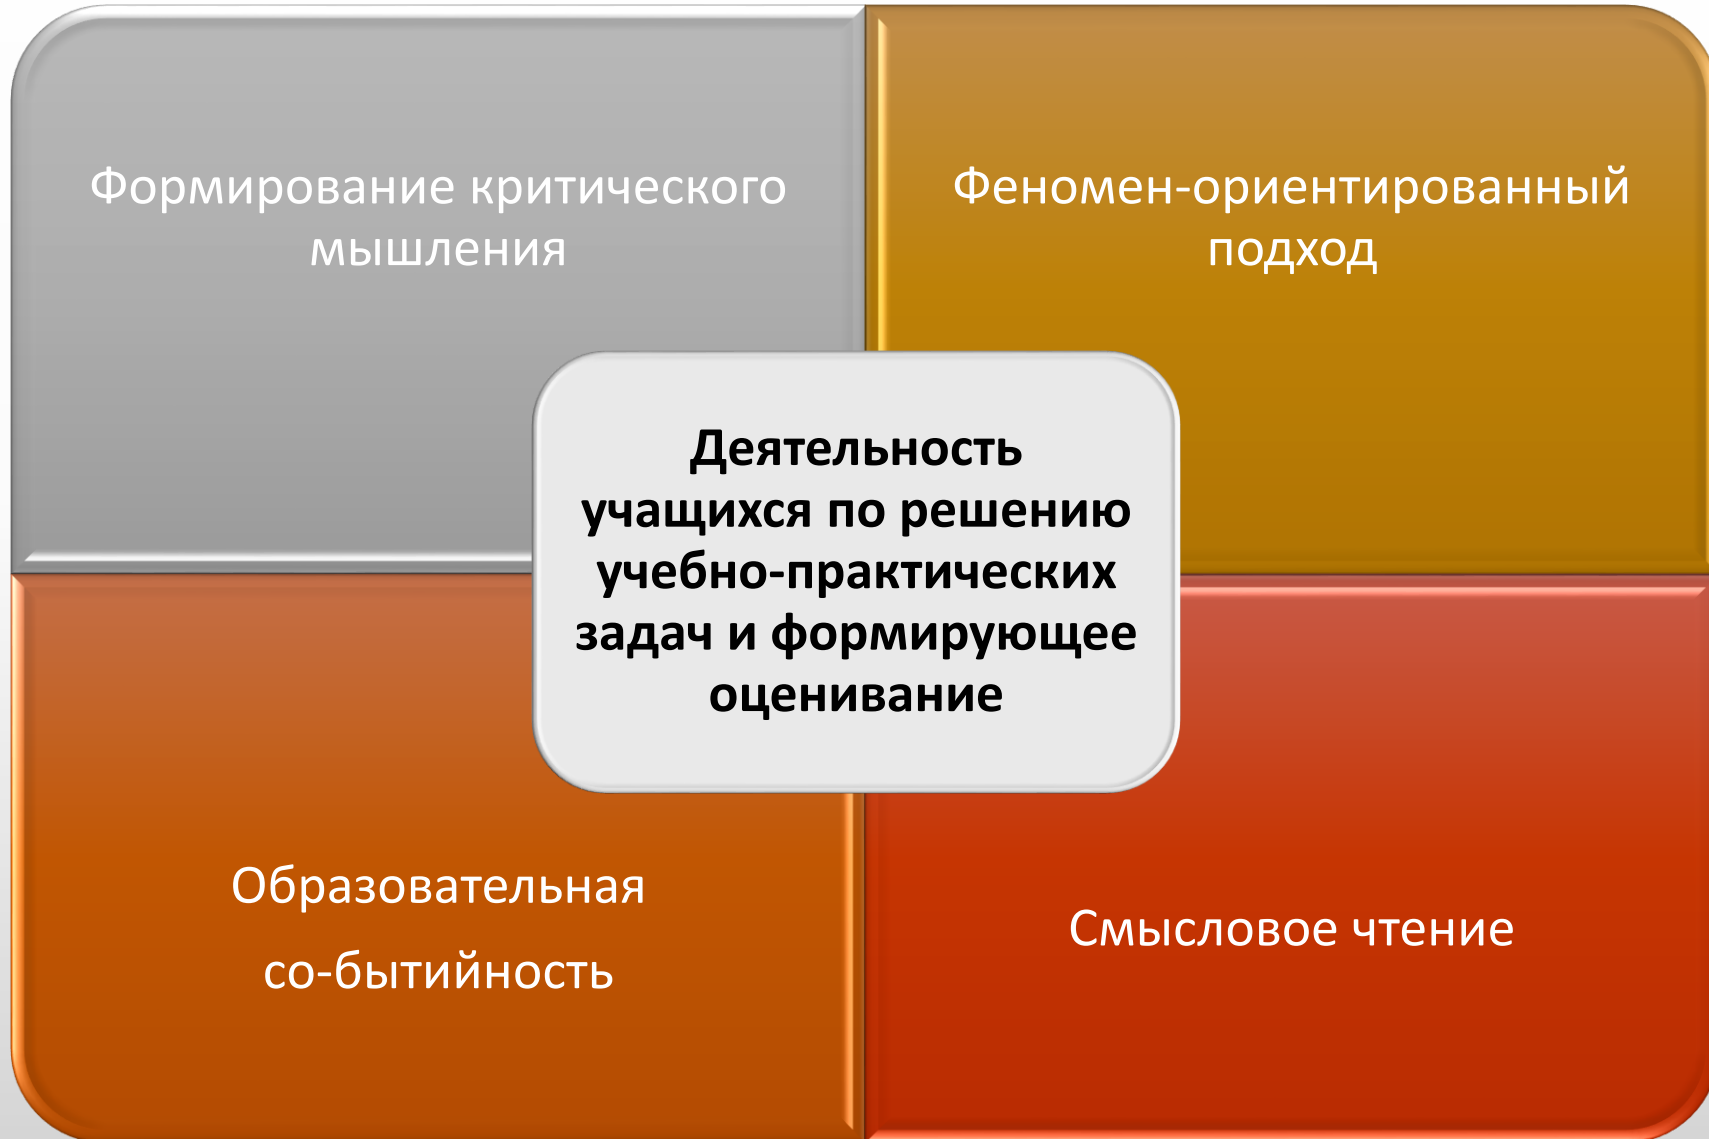 Формирование критического
мышления
Феномен-ориентированный
подход
Деятельность
учащихся по решению
учебно-практических
задач и формирующее
оценивание
Образовательная
со-бытийность
Смысловое чтение